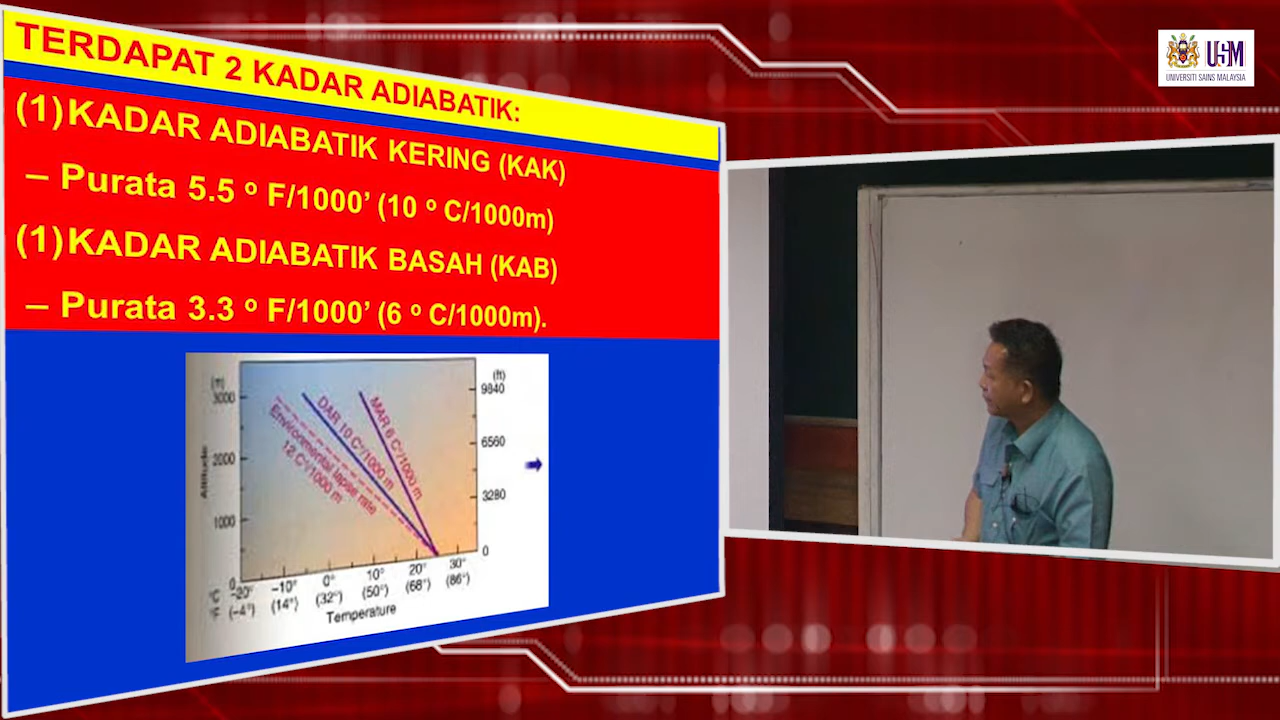 TERDAPAT 2 KADAR ADIABATIK:
(1) KADAR ADIABATIK KERING (KAK)
– Purata 5.5 o F/1000’ (10 o C/1000m)
(1) KADAR ADIABATIK BASAH (KAB)
– Purata 3.3 o F/1000’ (6 o C/1000m).
(m)
3000
2000
1000
0
Altitude
(ft)
9840
6560
3280
0
MAR 6 C°/1000 m
DAR 10 C°/1000 m
Environmental lapse rate
12 C°/1000 m
°C -20° -10° 0° 10° 20° 30°
°F (-4°) (14°) (32°) (50°) (68°) (86°)
Temperature
USM
UNIVERSITI SAINS MALAYSIA